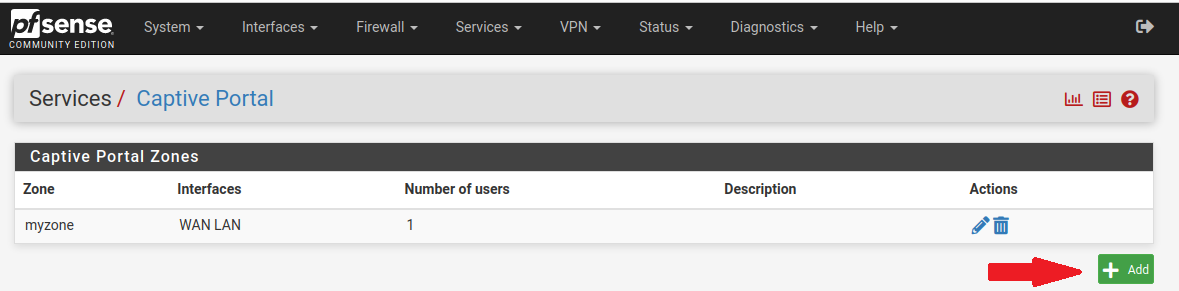 pfsense
COMMUNITY EDITION
System Interfaces Firewall Services VPN Status Diagnostics Help
Services / Captive Portal
Captive Portal Zones
Zone Interfaces Number of users Description Actions
myzone WAN LAN 1
Add